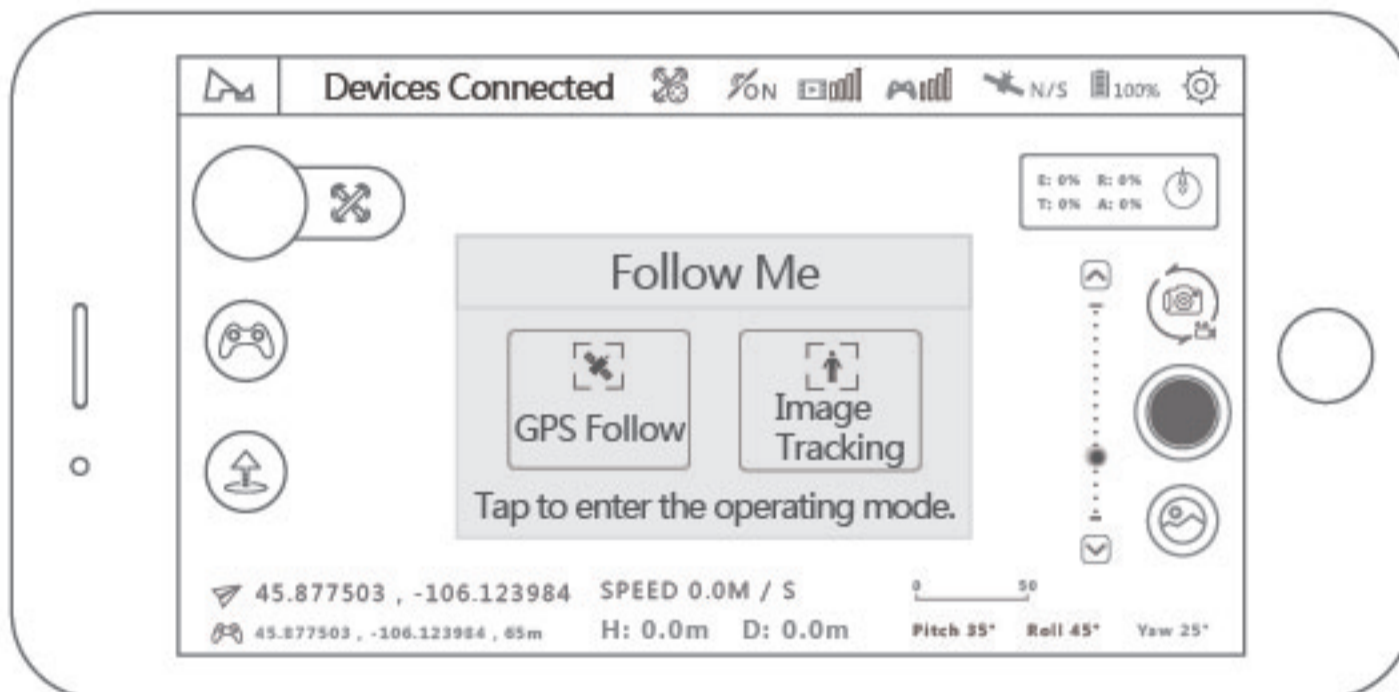 Devices Connected ON N/S 100%
E: 0% R: 0%
T: 0% A: 0%
Follow Me
GPS Follow
Image
Tracking
Tap to enter the operating mode.
45.877503 , -106.123984 SPEED 0.0M / S 0 50
45.877503 , -106.123984 , 65m H: 0.0m D: 0.0m Pitch 35° Roll 45° Yaw 25°